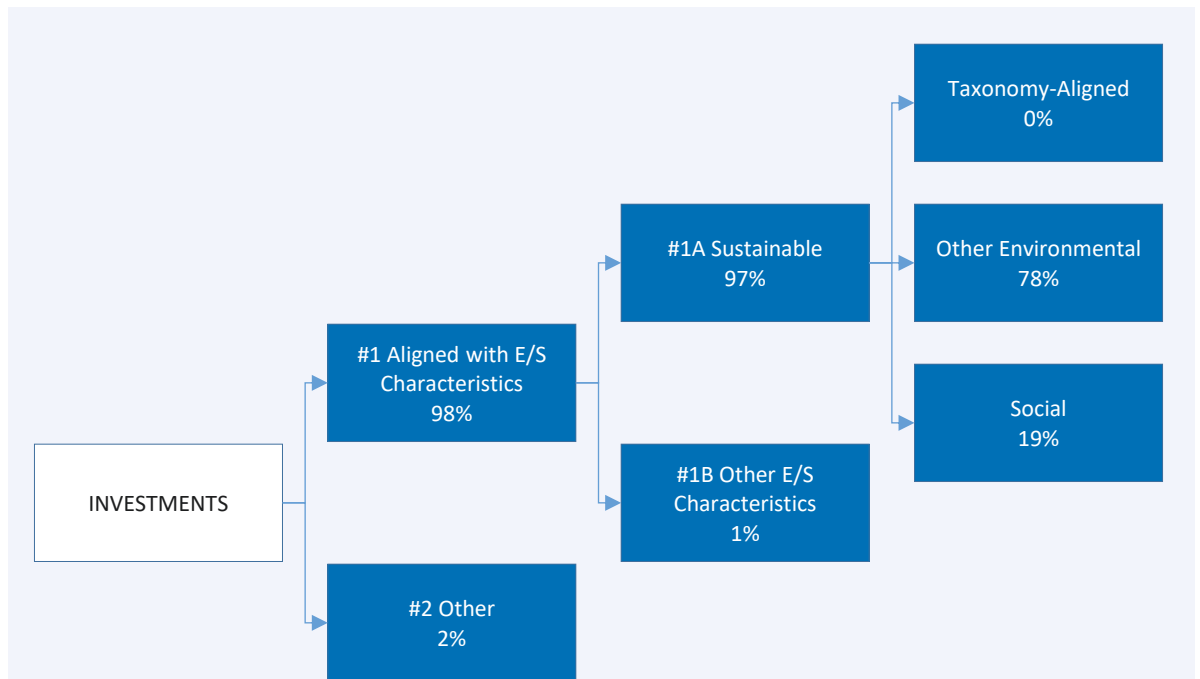 INVESTMENTS
#1 Aligned with E/S
Characteristics
98%
#2 Other
2%
#1A Sustainable
97%
#1B Other E/S
Characteristics
1%
Taxonomy-Aligned
0%
Other Environmental
78%
Social
19%